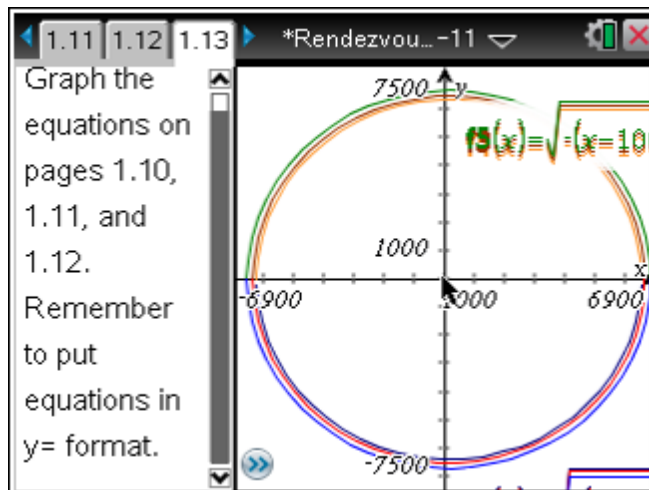 1.11 1.12 1.13 *Rendezvou...-11
Graph the
equations on
pages 1.10,
1.11, and
1.12.
Remember
to put
equations in
y= format.
7500 y
1000
x
-6900 6900
-7500